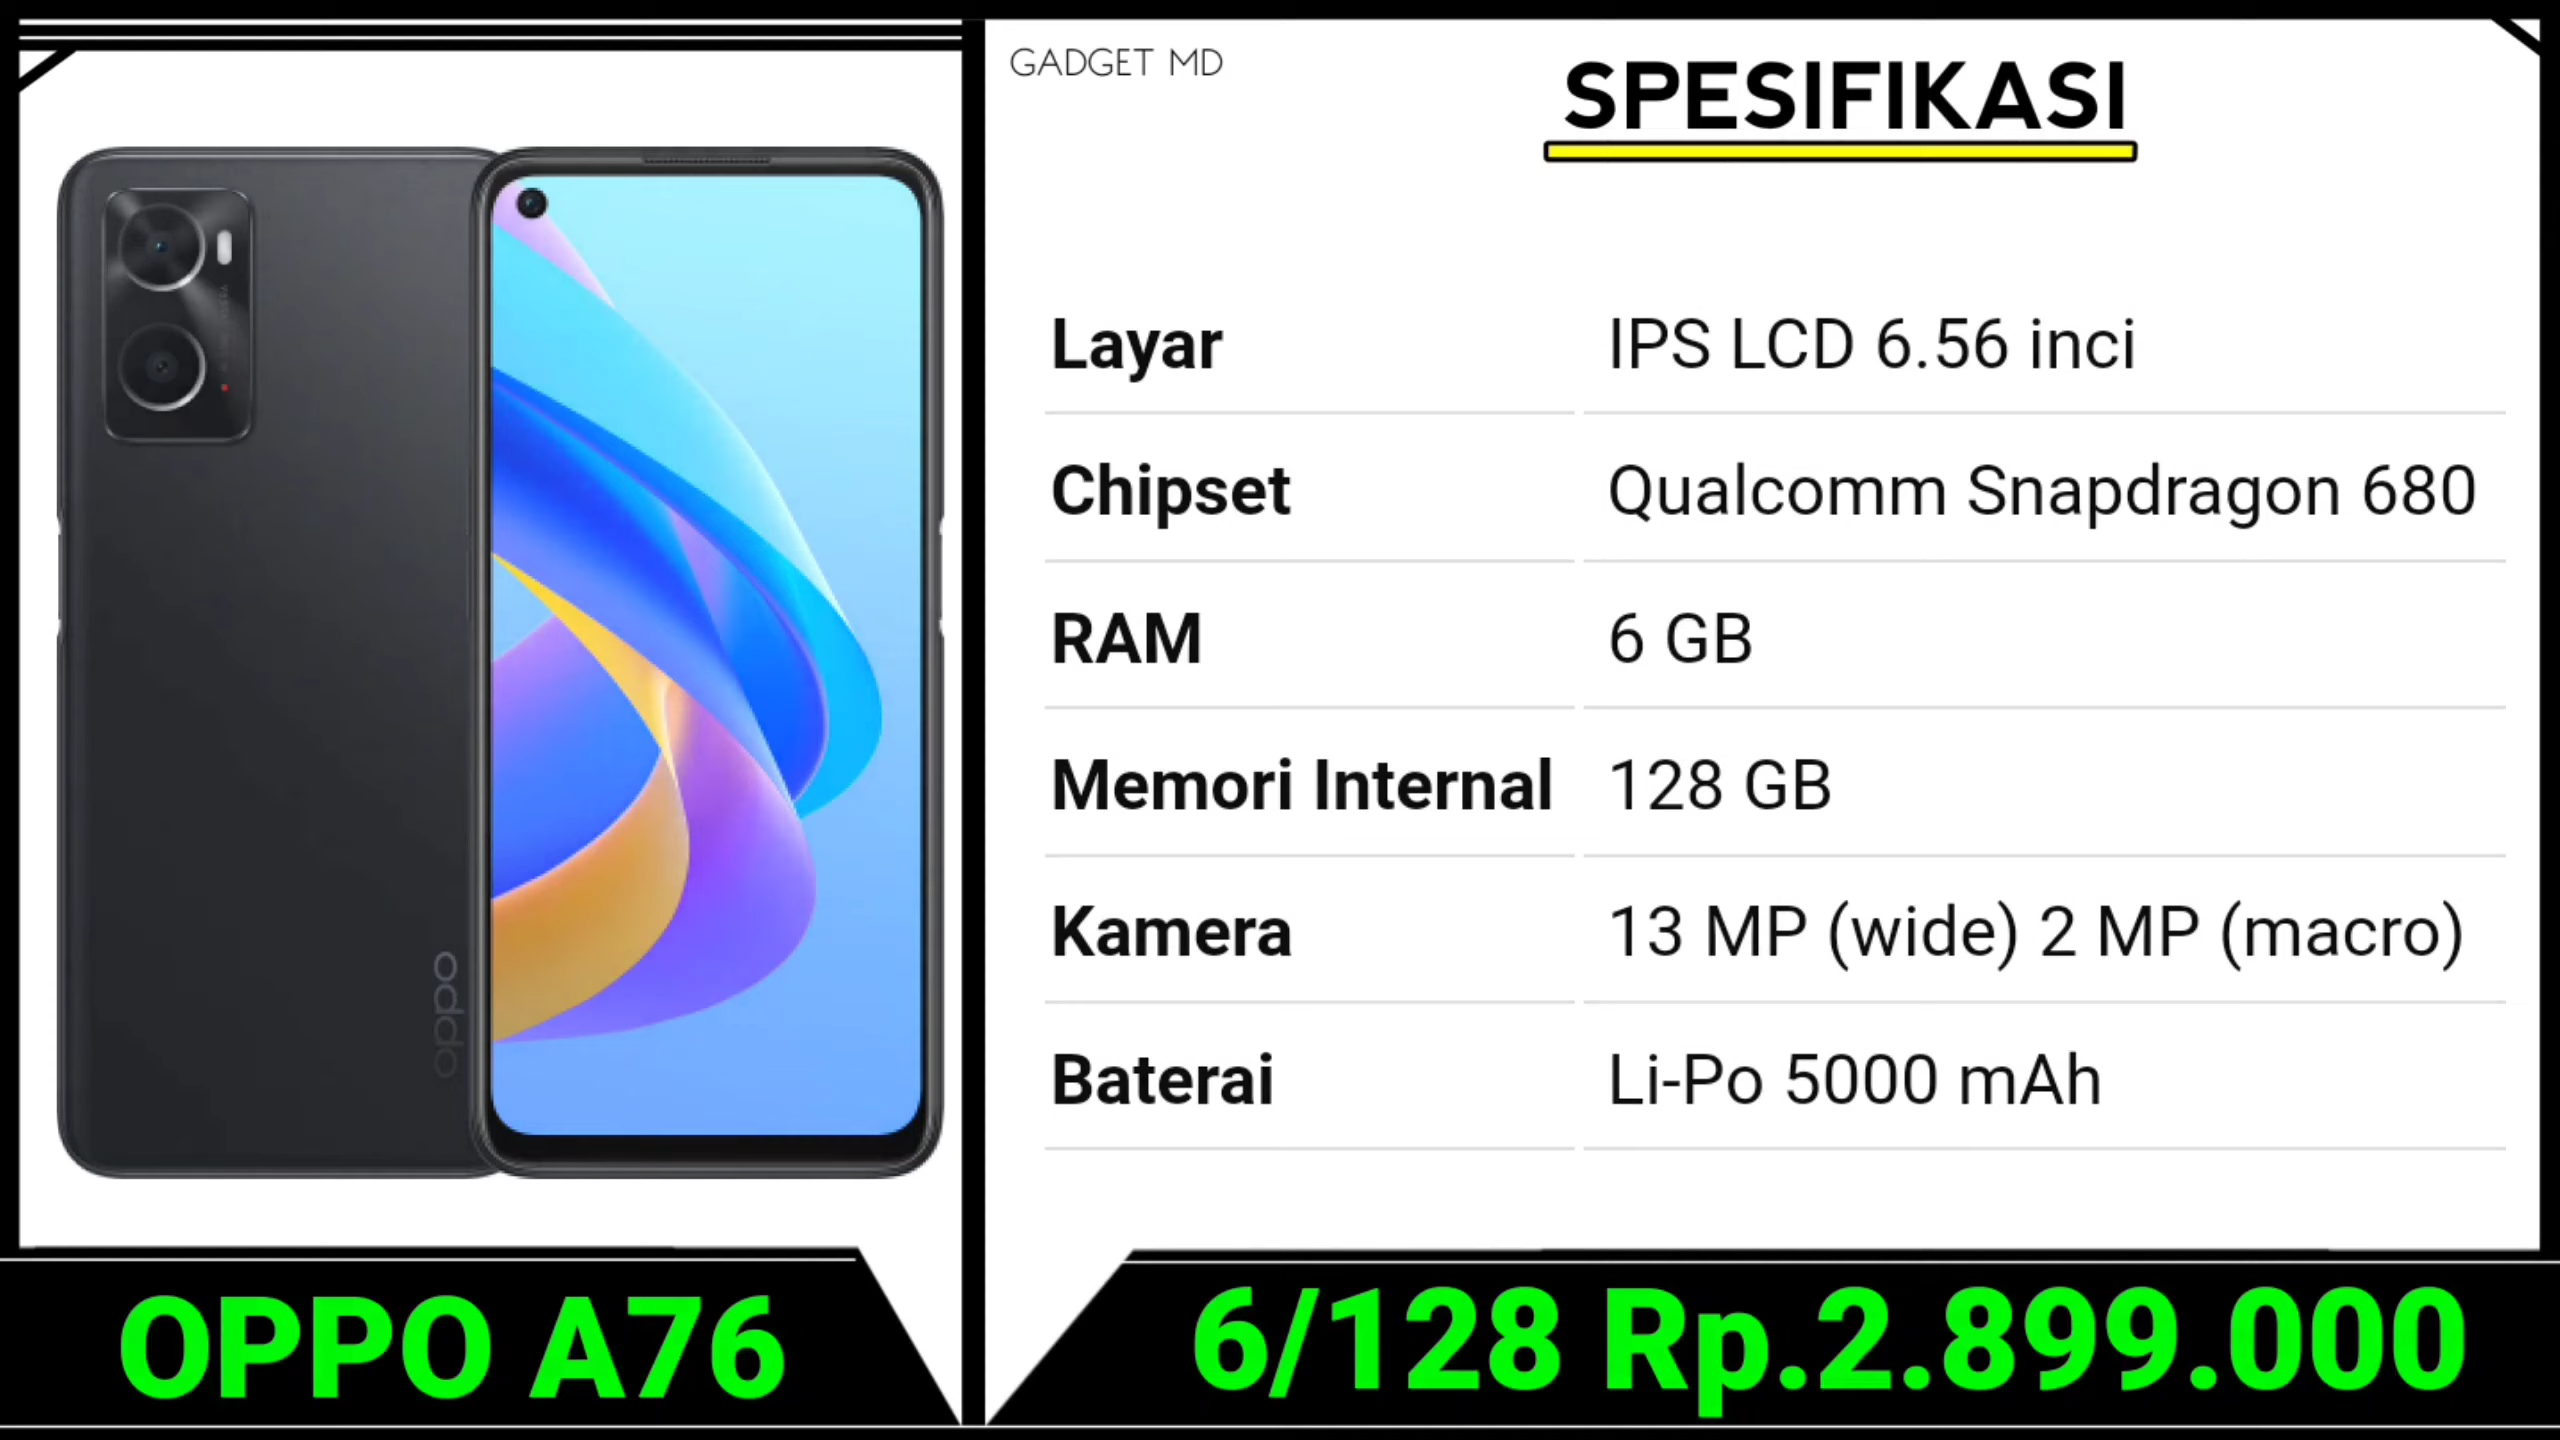 GADGET MD
SPESIFIKASI
Layar IPS LCD 6.56 inci
Chipset Qualcomm Snapdragon 680
RAM 6 GB
Memori Internal 128 GB
Kamera 13 MP (wide) 2 MP (macro)
Baterai Li-Po 5000 mAh
oppo
OPPO A76
6/128 Rp.2.899.000